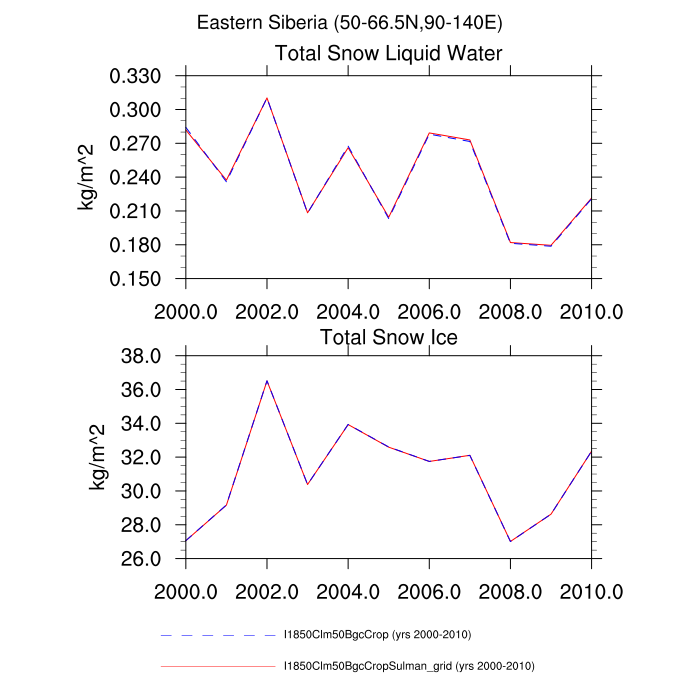 Eastern Siberia (50-66.5N,90-140E)
Total Snow Liquid Water
0.330
0.300
0.270
0.240
0.210
0.180
0.150
kg/m^2
2000.0 2002.0 2004.0 2006.0 2008.0 2010.0
Total Snow Ice
38.0
36.0
34.0
32.0
30.0
28.0
26.0
kg/m^2
2000.0 2002.0 2004.0 2006.0 2008.0 2010.0
I1850Clm50BgcCrop (yrs 2000-2010)
I1850Clm50BgcCropSulman_grid (yrs 2000-2010)